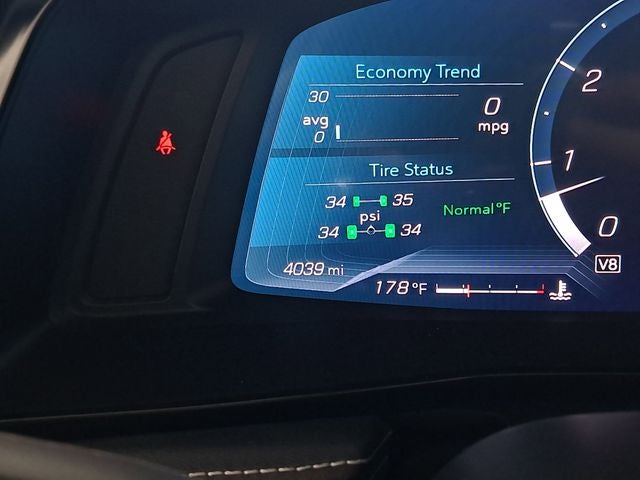 Economy Trend
30
avg
0
0
mpg
Tire Status
34 35
psi
Normal°F
34 34
4039 mi
178 °F
2
1
0
V8